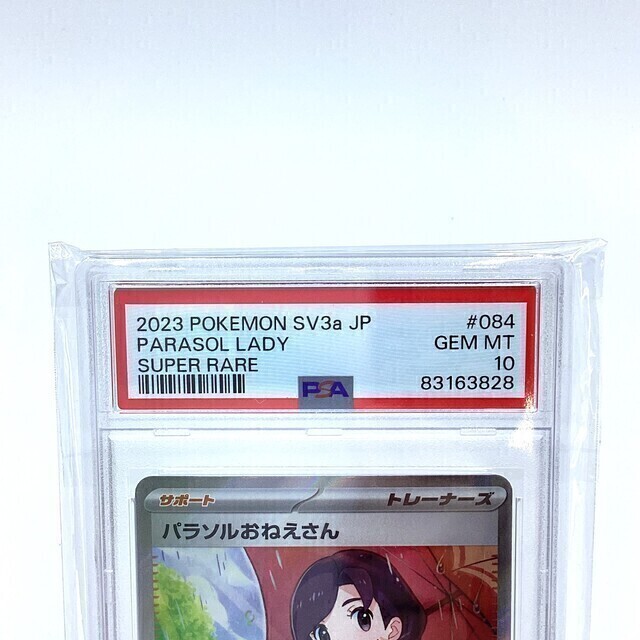 2023 POKEMON SV3a JP #084
PARASOL LADY GEM MT
SUPER RARE 10
PSA 83163828
サポート トレーナーズ
パラソルおねえさん